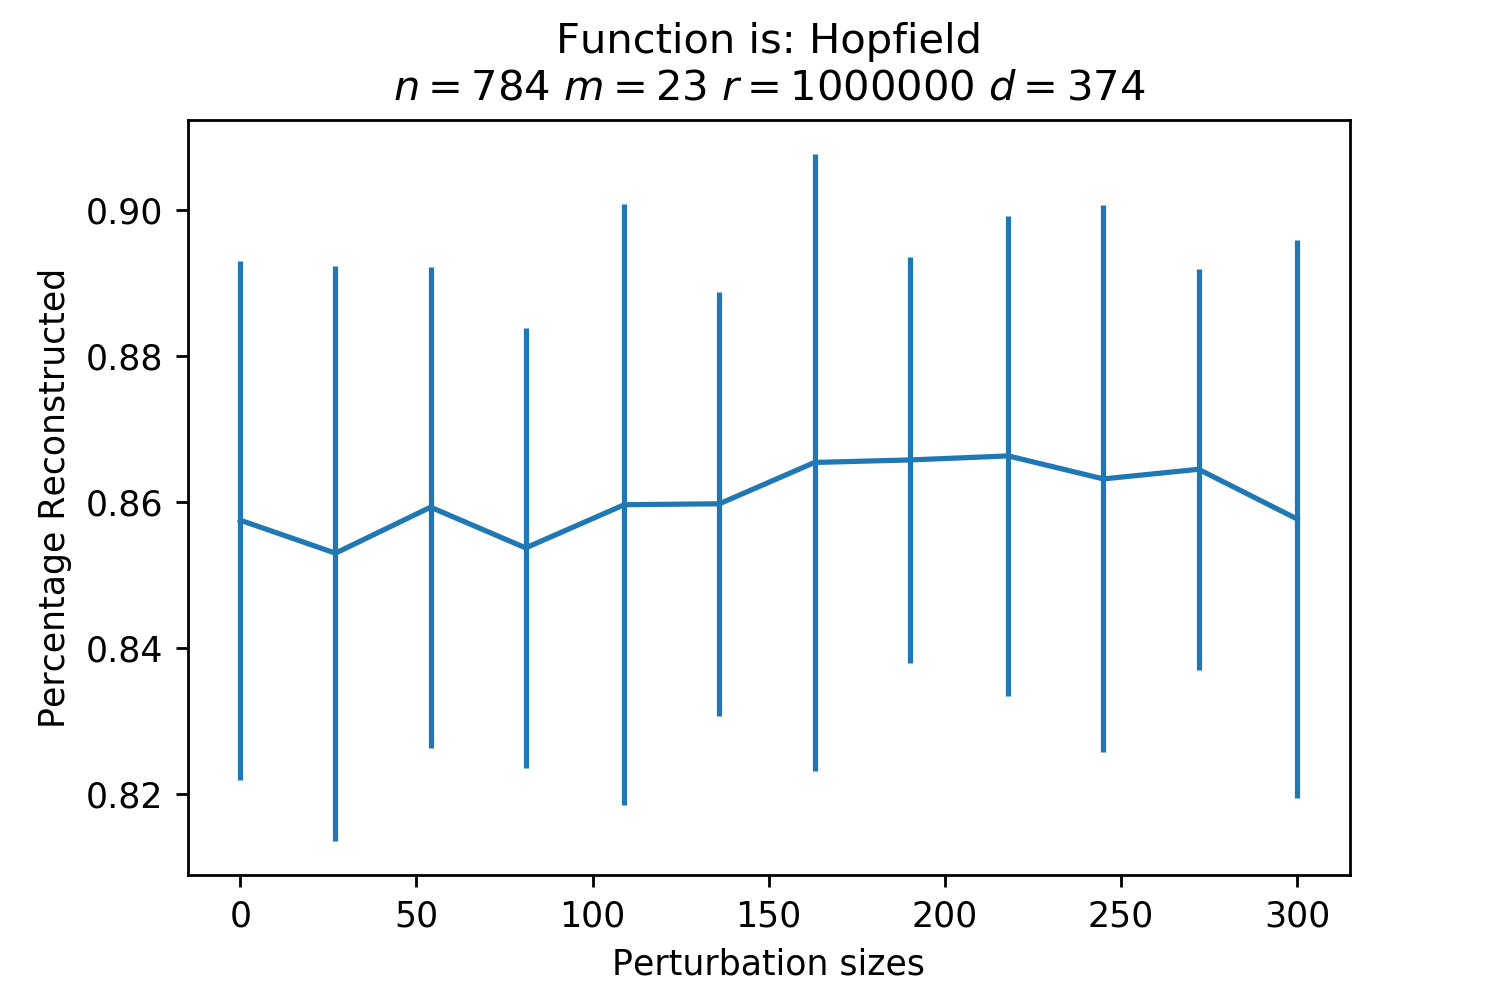 Function is: Hopfield
n = 784 m = 23 r = 1000000 d = 374
Percentage Reconstructed
0.90
0.88
0.86
0.84
0.82
0 50 100 150 200 250 300
Perturbation sizes